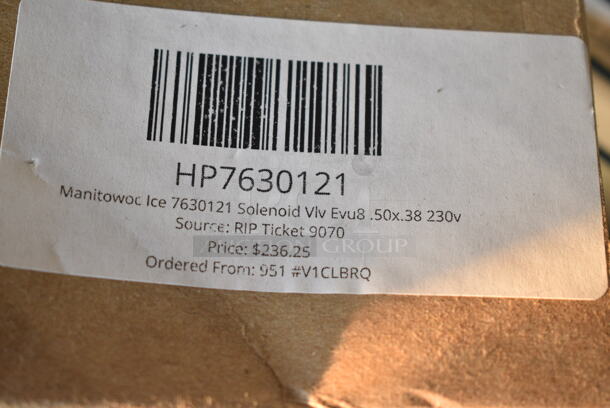 HP7630121
Manitowoc Ice 7630121 Solenoid Vlv Evu8 .50x.38 230v
Source: RIP Ticket 9070
Price: $236.25
Ordered From: 951 #V1CLBRQ
GROUP